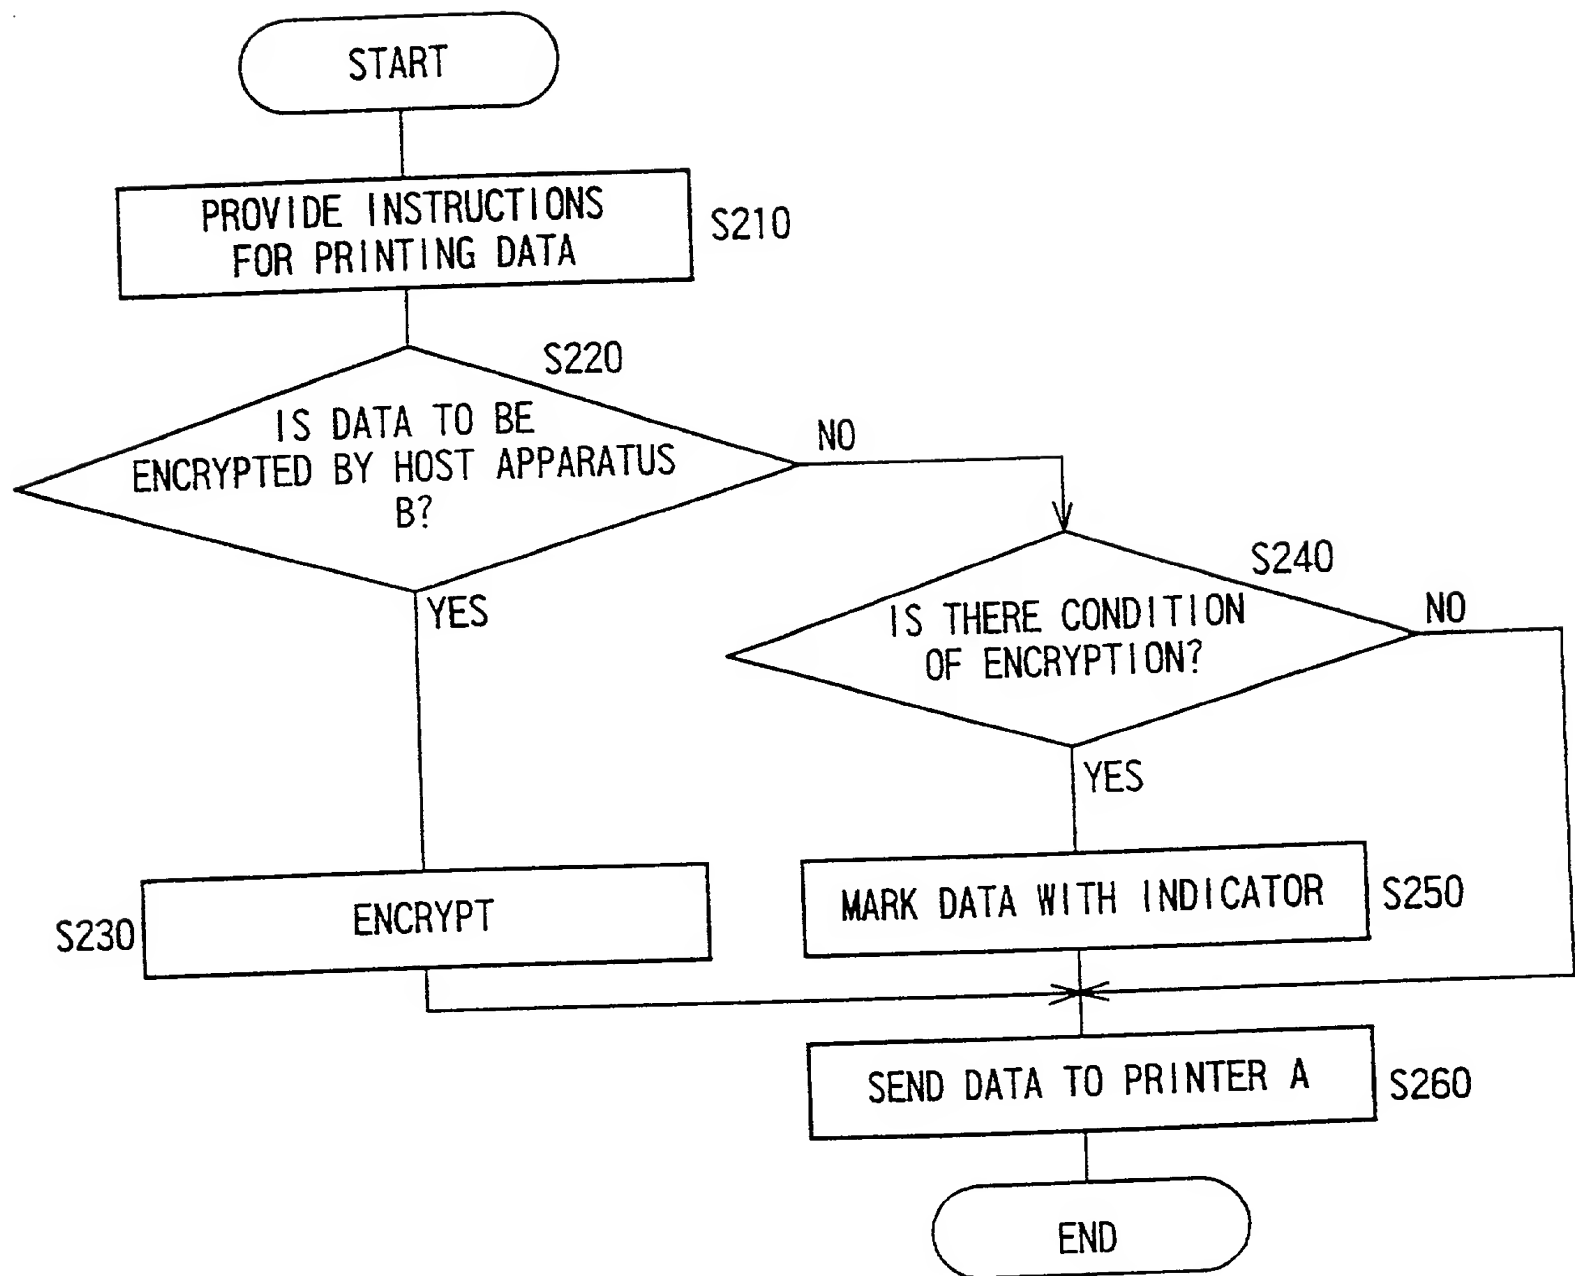 START
PROVIDE INSTRUCTIONS
FOR PRINTING DATA
S210
S220
IS DATA TO BE
ENCRYPTED BY HOST APPARATUS
B?
NO
YES
S240
IS THERE CONDITION
OF ENCRYPTION?
NO
YES
S230
ENCRYPT
MARK DATA WITH INDICATOR
S250
SEND DATA TO PRINTER A
S260
END